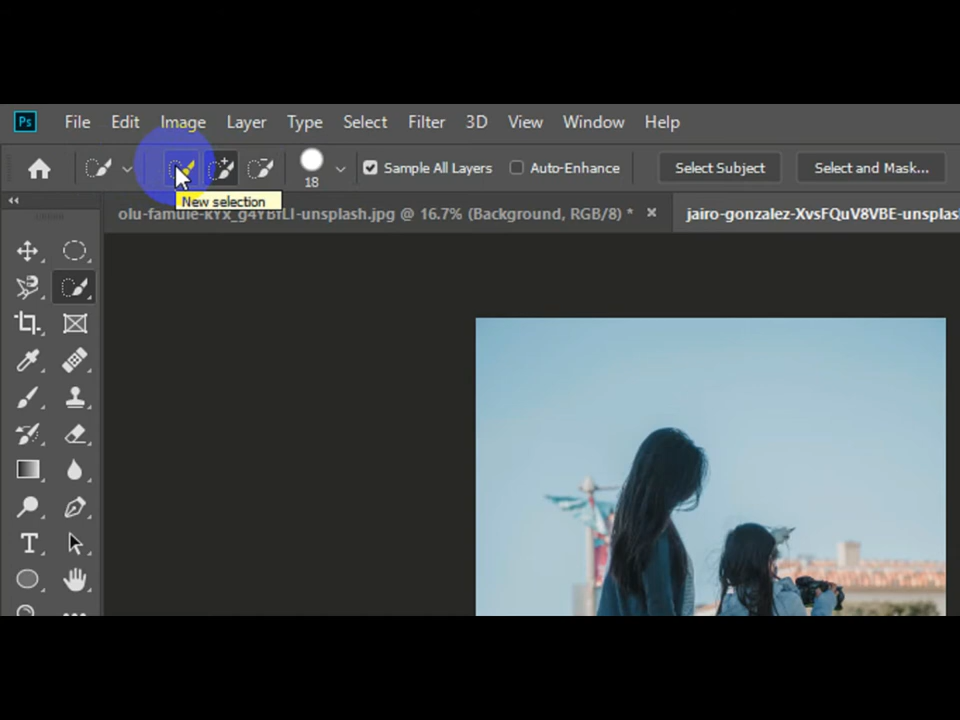 Ps File Edit Image Layer Type Select Filter 3D View Window Help
18 Sample All Layers Auto-Enhance Select Subject Select and Mask...
New selection
@ 16.7% (Background, RGB/8) * jairo-gonzalez-XvsFQuV8VBE-unsplas
T